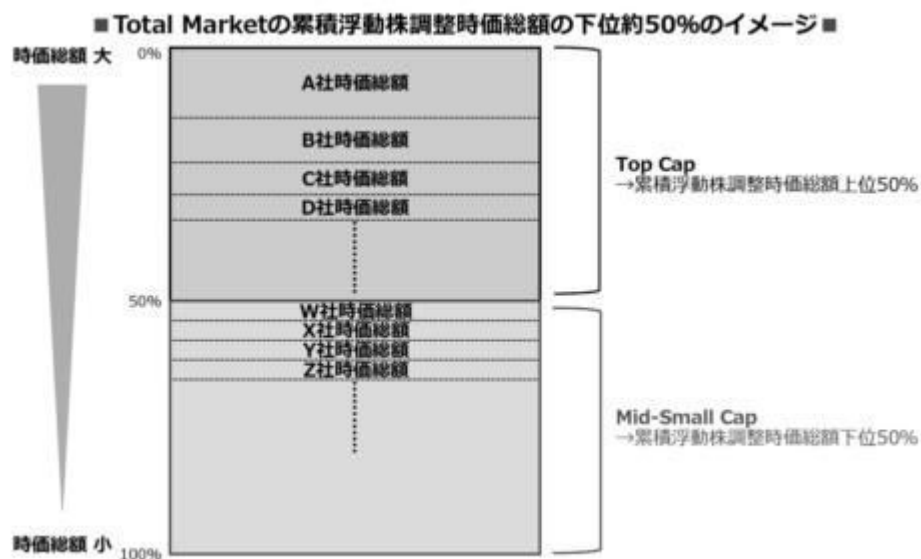 ■Total Marketの累積浮動株調整時価総額の下位約50%のイメージ■
時価総額 大
0%
A社時価総額
B社時価総額
C社時価総額
D社時価総額
Top Cap
→累積浮動株調整時価総額上位50%
50%
W社時価総額
X社時価総額
Y社時価総額
Z社時価総額
Mid-Small Cap
→累積浮動株調整時価総額下位50%
時価総額 小
100%